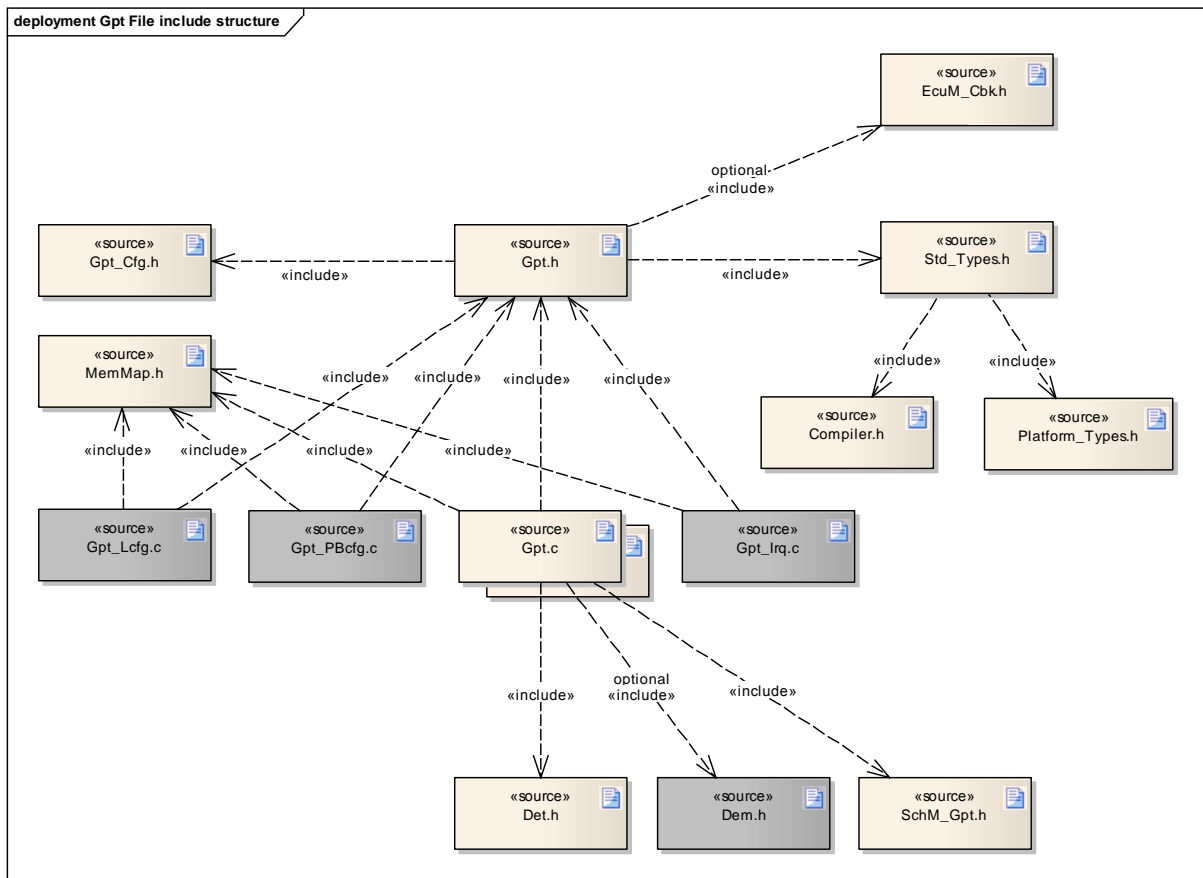 deployment Gpt File include structure
«source»
EcuM_Cbk.h
optional
«include»
«source»
Gpt_Cfg.h
«include»
«source»
Gpt.h
«include»
«source»
Std_Types.h
«source»
MemMap.h
«include»
«include»
«include»
«include»
«include»
«include»
«source»
Compiler.h
«source»
Platform_Types.h
«include»
«include»
«include»
«include»
«source»
Gpt_Lcfg.c
«source»
Gpt_PBcfg.c
«source»
Gpt.c
«source»
Gpt_Irq.c
«include»
optional
«include»
«include»
«source»
Det.h
«source»
Dem.h
«source»
SchM_Gpt.h